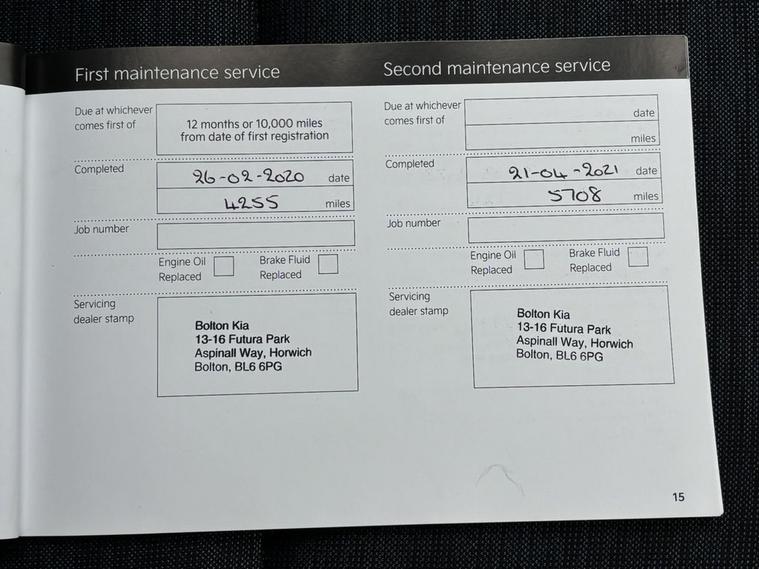 First maintenance service
Due at whichever
comes first of
12 months or 10,000 miles
from date of first registration
Completed
26-02-2020 date
4255 miles
Job number
Engine Oil
Replaced
Brake Fluid
Replaced
Servicing
dealer stamp
Bolton Kia
13-16 Futura Park
Aspinall Way, Horwich
Bolton, BL6 6PG
Second maintenance service
Due at whichever
comes first of
date
miles
Completed
21-04-2021 date
5708 miles
Job number
Engine Oil
Replaced
Brake Fluid
Replaced
Servicing
dealer stamp
Bolton Kia
13-16 Futura Park
Aspinall Way, Horwich
Bolton, BL6 6PG
15